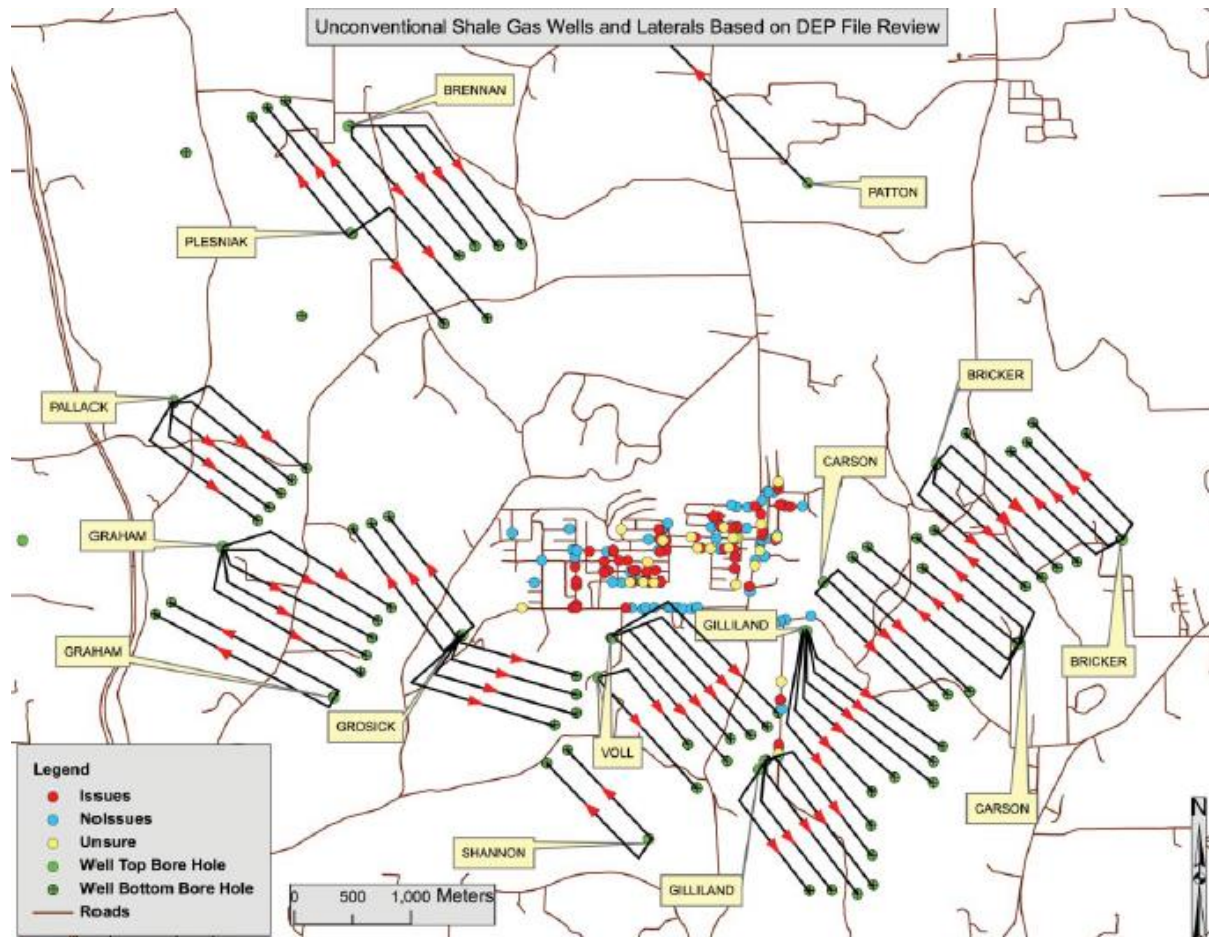 Unconventional Shale Gas Wells and Laterals Based on DEP File Review
BRENNAN
PATTON
PLESNIAK
BRICKER
PALLACK
CARSON
GRAHAM
GILLILAND
GRAHAM
BRICKER
GROSICK
VOLL
CARSON
SHANNON
GILLILAND
Legend
Issues
NoIssues
Unsure
Well Top Bore Hole
Well Bottom Bore Hole
Roads
0 500 1,000 Meters
N